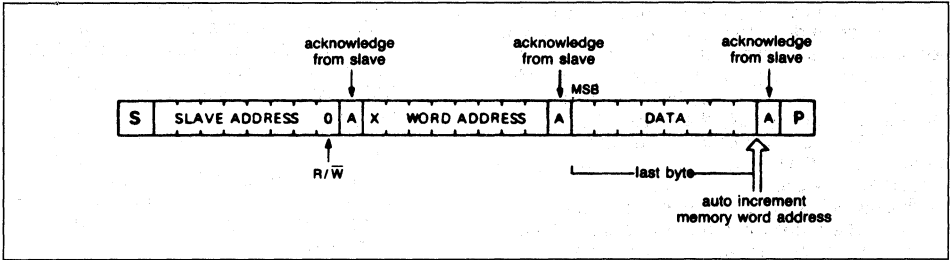 acknowledge
from slave
acknowledge
from slave
acknowledge
from slave
MSB
S SLAVE ADDRESS 0 A X WORD ADDRESS A DATA A P
R/W̅
last byte
auto increment
memory word address